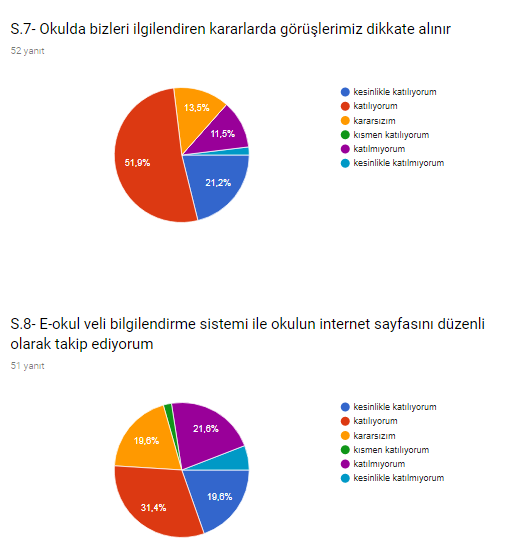 S.7- Okulda bizleri ilgilendiren kararlarda görüşlerimiz dikkate alınır
52 yanıt
kesinlikle katılıyorum
katılıyorum
kararsızım
kısmen katılıyorum
katılmıyorum
kesinlikle katılmıyorum
13,5%
11,5%
51,9%
21,2%
S.8- E-okul veli bilgilendirme sistemi ile okulun internet sayfasını düzenli
olarak takip ediyorum
51 yanıt
kesinlikle katılıyorum
katılıyorum
kararsızım
kısmen katılıyorum
katılmıyorum
kesinlikle katılmıyorum
21,6%
19,6%
19,6%
31,4%